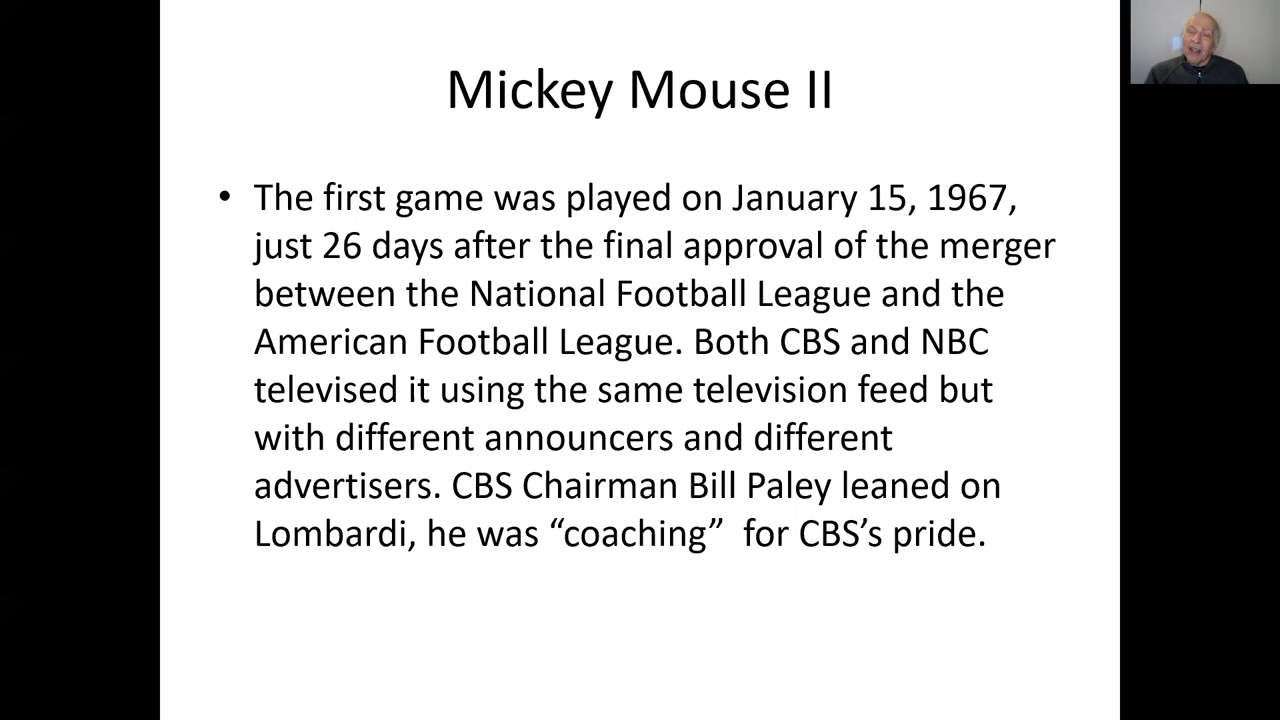 Mickey Mouse II
• The first game was played on January 15, 1967,
just 26 days after the final approval of the merger
between the National Football League and the
American Football League. Both CBS and NBC
televised it using the same television feed but
with different announcers and different
advertisers. CBS Chairman Bill Paley leaned on
Lombardi, he was “coaching”  for CBS’s pride.